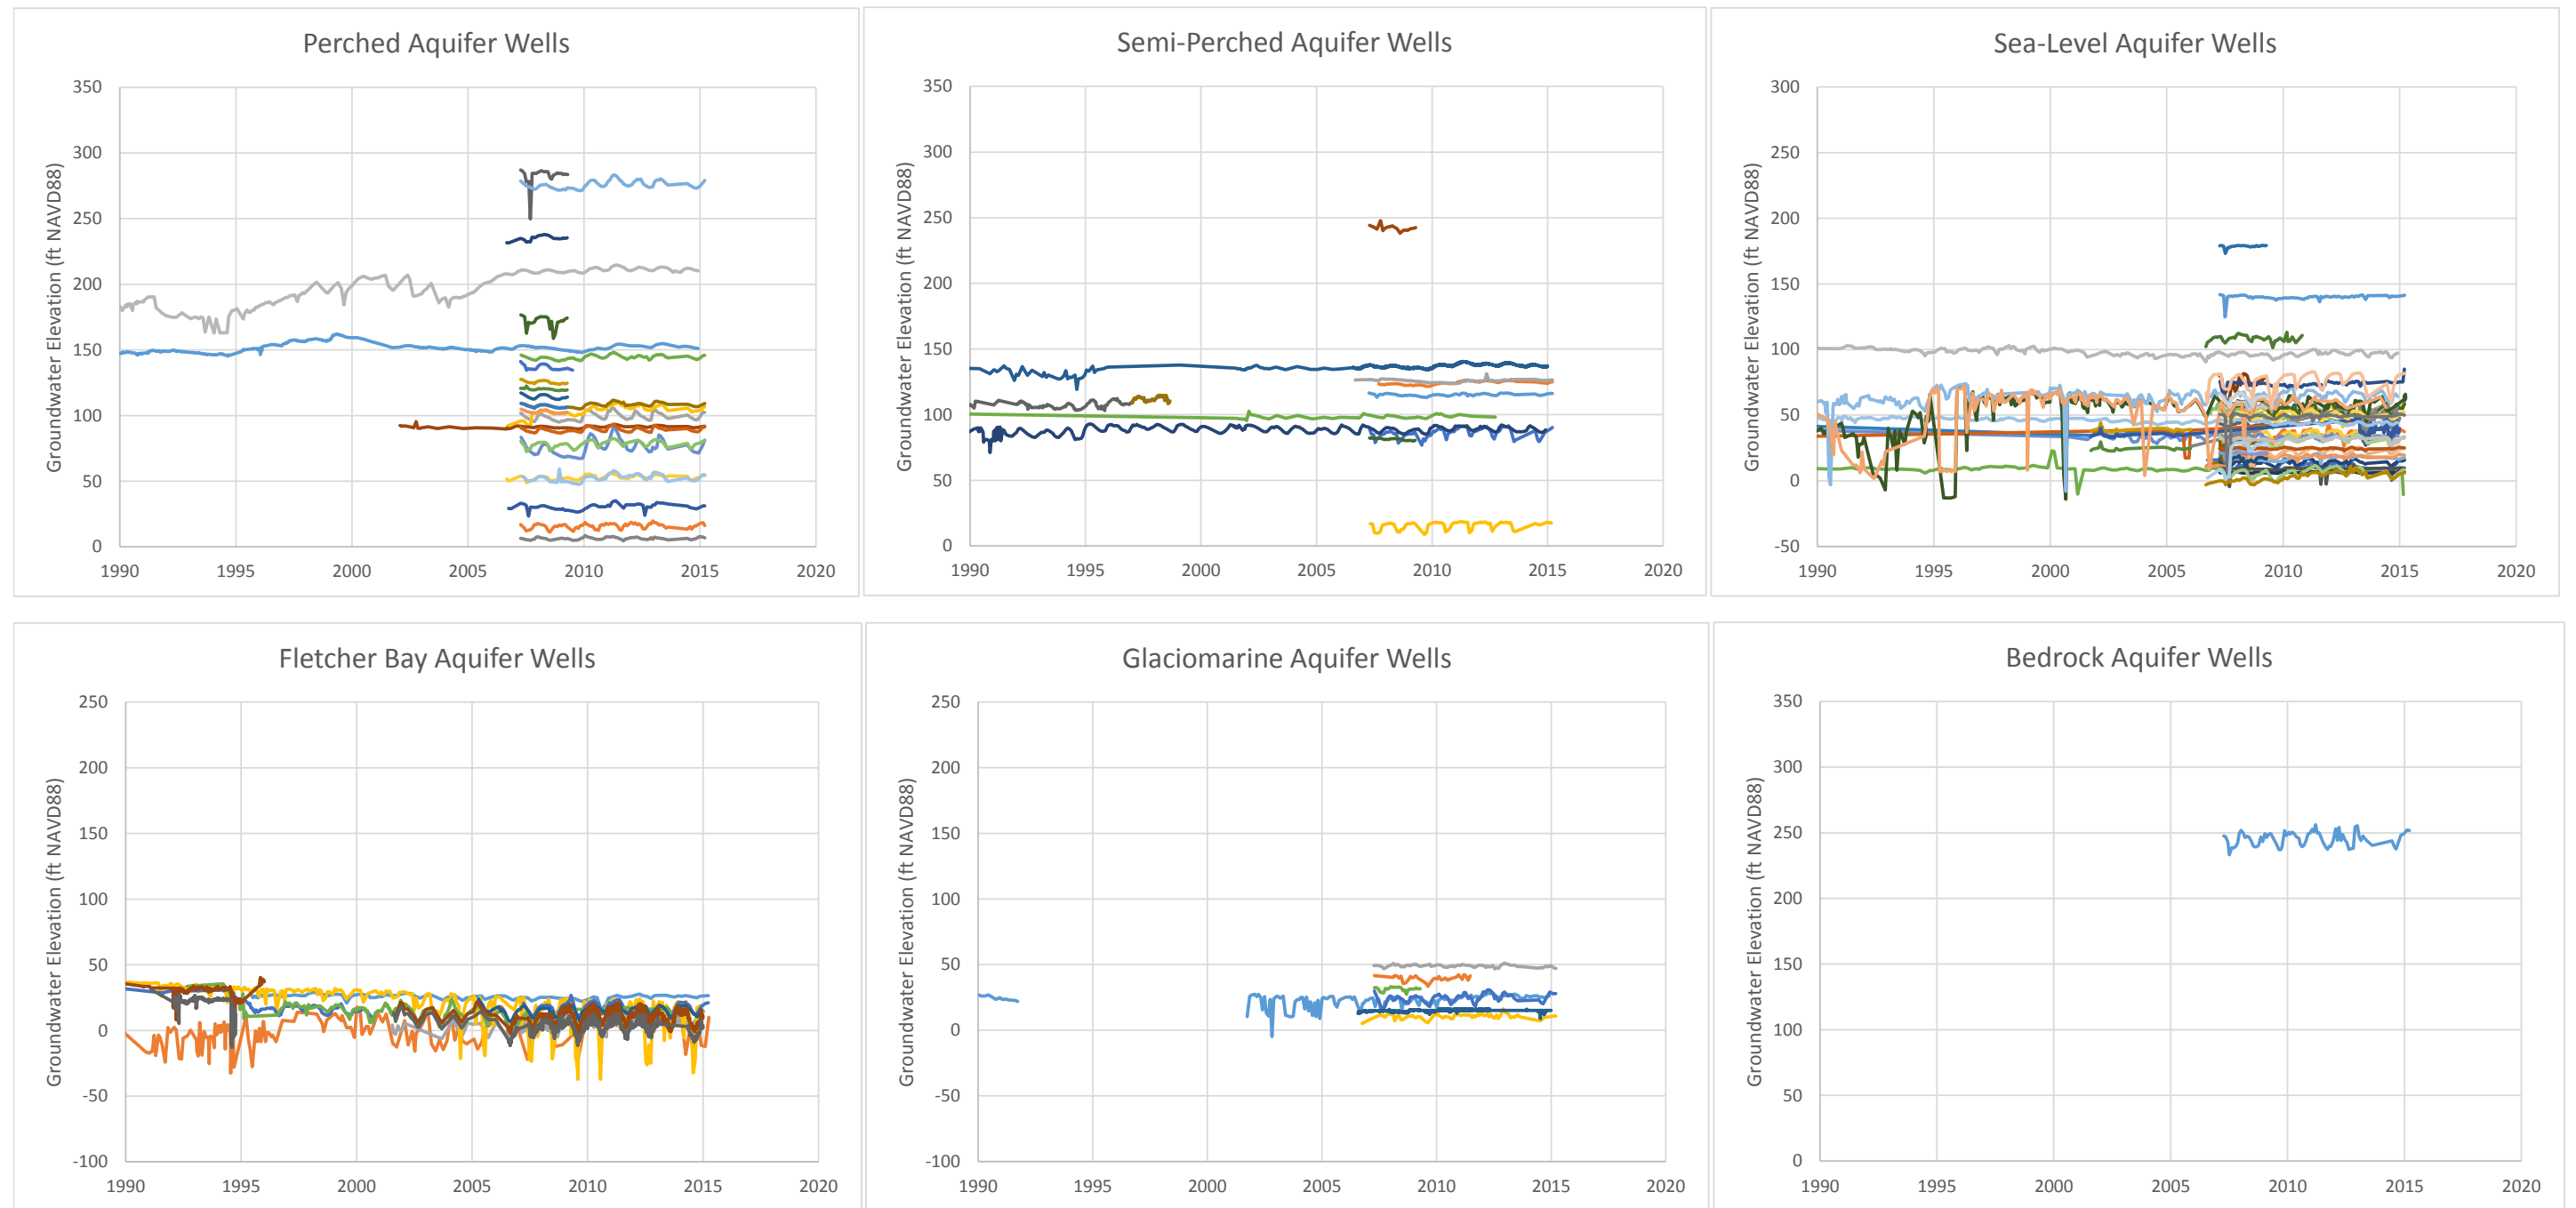 Perched Aquifer Wells
Groundwater Elevation (ft NAVD88)
350
300
250
200
150
100
50
0
1990 1995 2000 2005 2010 2015 2020
Semi-Perched Aquifer Wells
Groundwater Elevation (ft NAVD88)
350
300
250
200
150
100
50
0
1990 1995 2000 2005 2010 2015 2020
Sea-Level Aquifer Wells
Groundwater Elevation (ft NAVD88)
300
250
200
150
100
50
0
-50
1990 1995 2000 2005 2010 2015 2020
Fletcher Bay Aquifer Wells
Groundwater Elevation (ft NAVD88)
250
200
150
100
50
0
-50
-100
1990 1995 2000 2005 2010 2015 2020
Glaciomarine Aquifer Wells
Groundwater Elevation (ft NAVD88)
250
200
150
100
50
0
-50
-100
1990 1995 2000 2005 2010 2015 2020
Bedrock Aquifer Wells
Groundwater Elevation (ft NAVD88)
350
300
250
200
150
100
50
0
1990 1995 2000 2005 2010 2015 2020